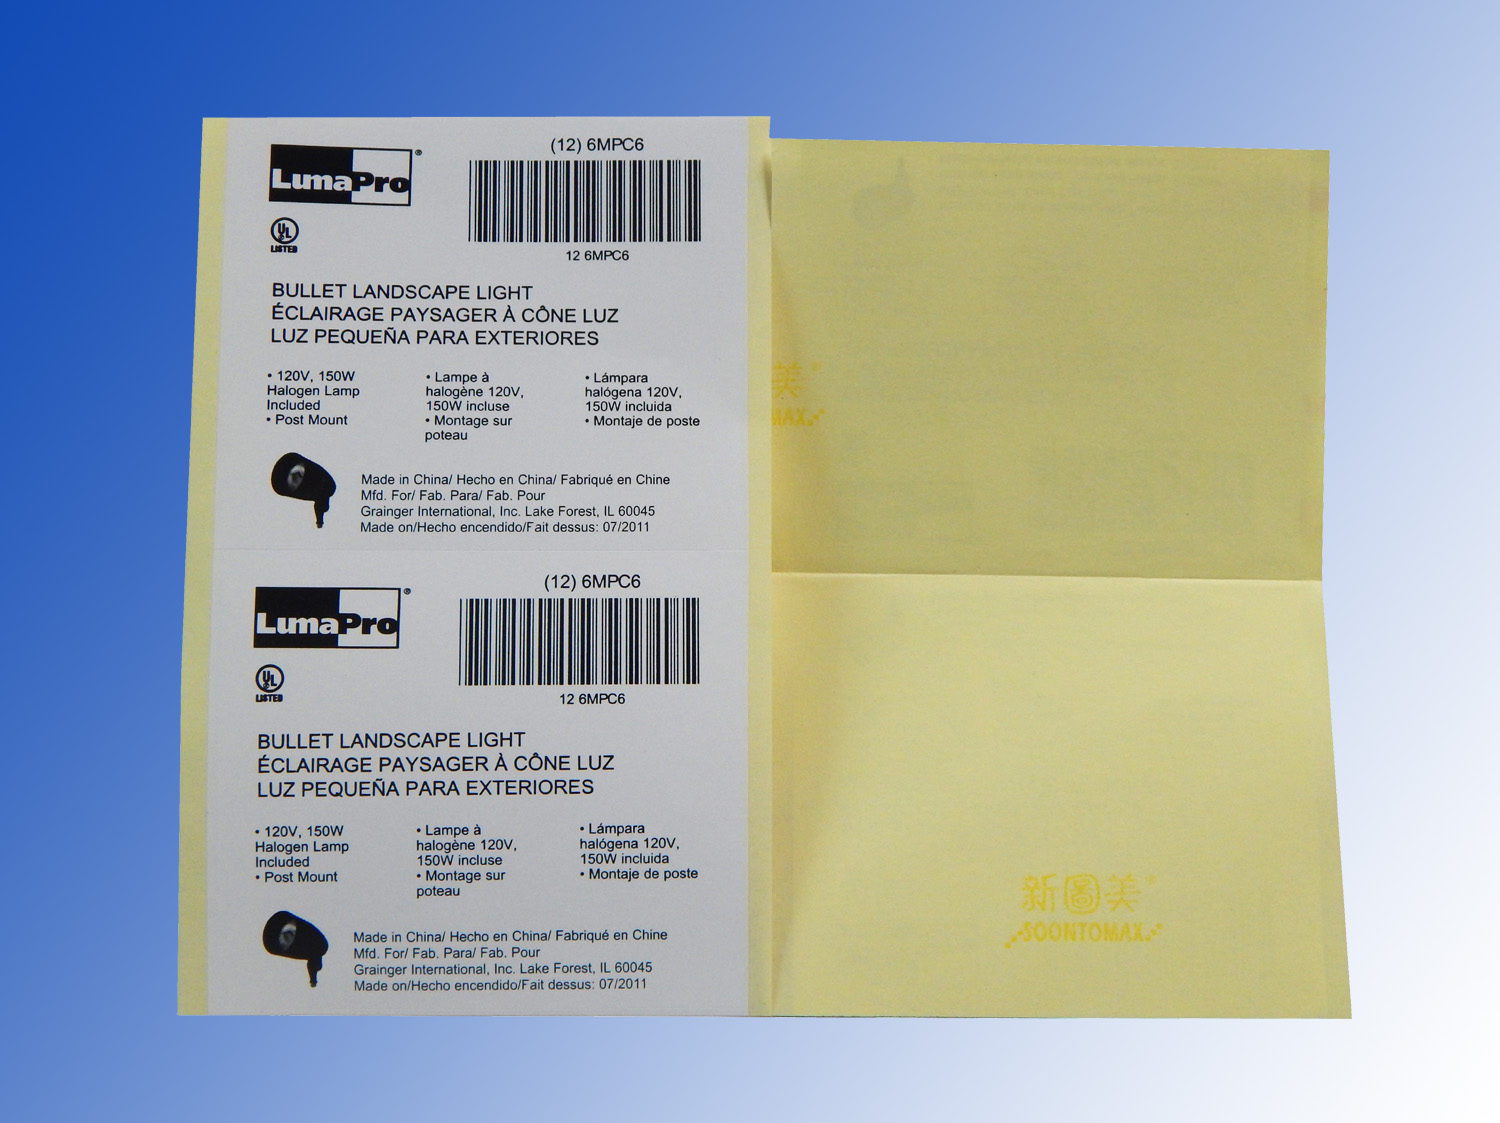 LumaPro®
(12) 6MPC6
12 6MPC6
UL
LISTED
BULLET LANDSCAPE LIGHT
ÉCLAIRAGE PAYSAGER À CÔNE LUZ
LUZ PEQUEÑA PARA EXTERIORES
• 120V, 150W
Halogen Lamp
Included
• Post Mount
• Lampe à
halogène 120V,
150W incluse
• Montage sur
poteau
• Lámpara
halógena 120V,
150W incluida
• Montaje de poste
Made in China/ Hecho en China/ Fabriqué en Chine
Mfd. For/ Fab. Para/ Fab. Pour
Grainger International, Inc. Lake Forest, IL 60045
Made on/Hecho encendido/Fait dessus: 07/2011
LumaPro®
(12) 6MPC6
12 6MPC6
UL
LISTED
BULLET LANDSCAPE LIGHT
ÉCLAIRAGE PAYSAGER À CÔNE LUZ
LUZ PEQUEÑA PARA EXTERIORES
• 120V, 150W
Halogen Lamp
Included
• Post Mount
• Lampe à
halogène 120V,
150W incluse
• Montage sur
poteau
• Lámpara
halógena 120V,
150W incluida
• Montaje de poste
Made in China/ Hecho en China/ Fabriqué en Chine
Mfd. For/ Fab. Para/ Fab. Pour
Grainger International, Inc. Lake Forest, IL 60045
Made on/Hecho encendido/Fait dessus: 07/2011
美
MAX
新圖美
SOONTOMAX